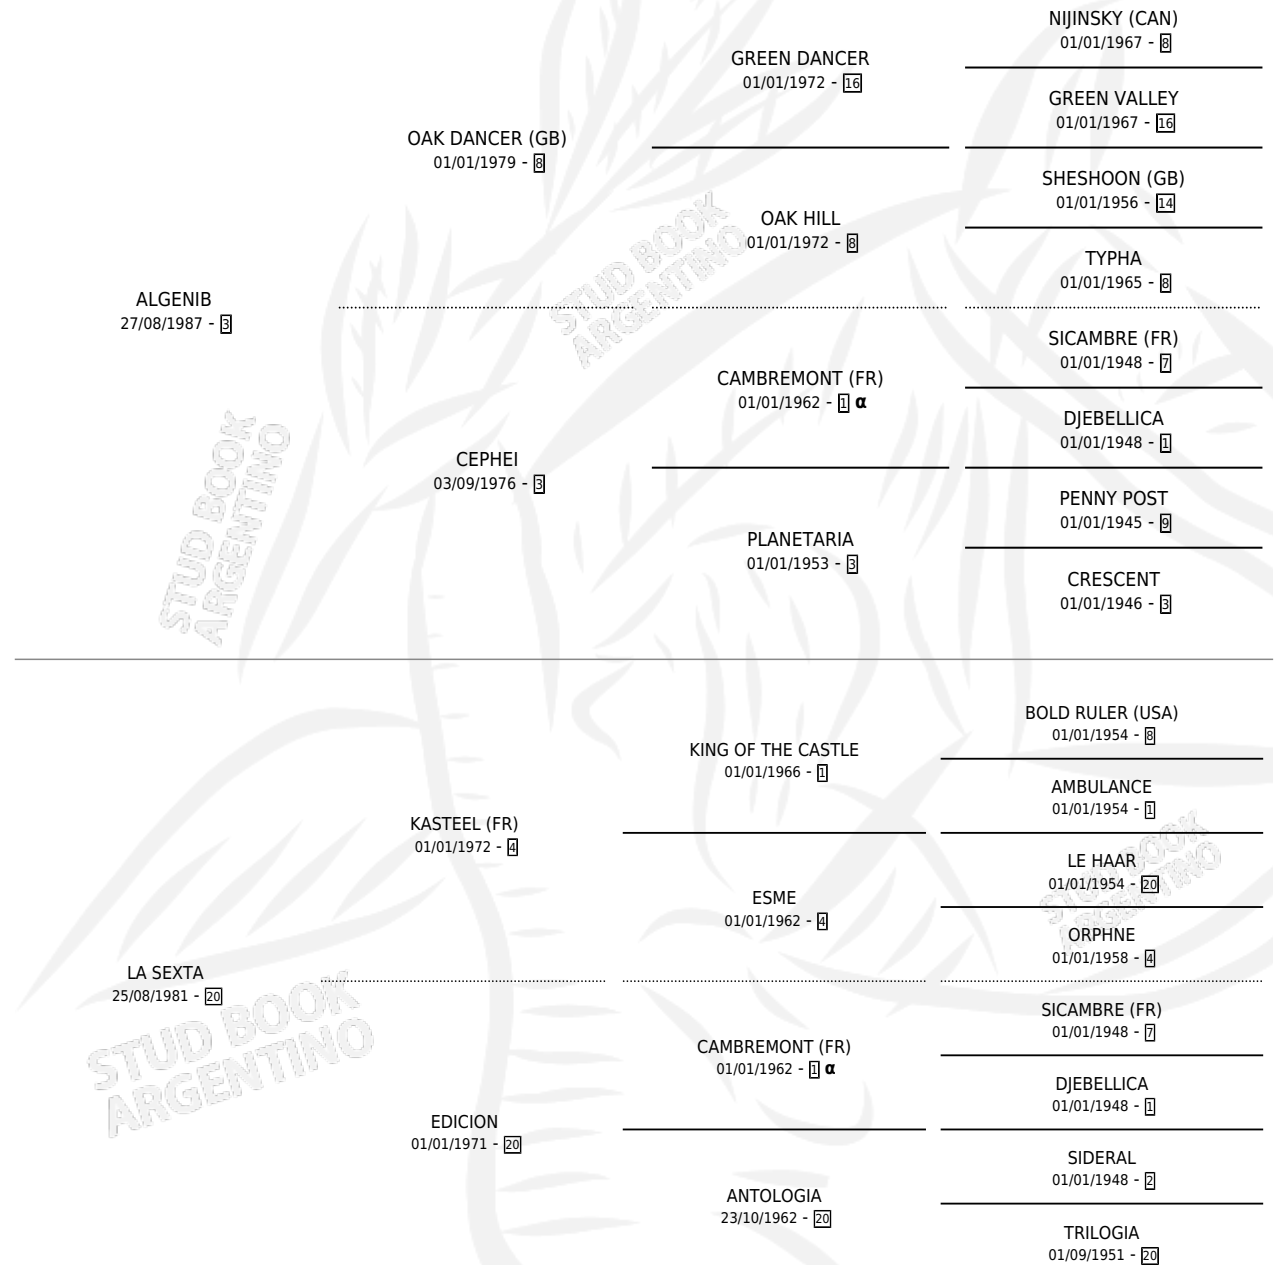 NIJINSKY (CAN)
01/01/1967 - 8
GREEN DANCER
01/01/1972 - 16
GREEN VALLEY
01/01/1967 - 16
OAK DANCER (GB)
01/01/1979 - 8
SHESHOON (GB)
01/01/1956 - 14
OAK HILL
01/01/1972 - 8
TYPHA
01/01/1965 - 8
ALGENIB
27/08/1987 - 3
SICAMBRE (FR)
01/01/1948 - 7
CAMBREMONT (FR)
01/01/1962 - 1 α
DJEBELLICA
01/01/1948 - 1
CEPHEI
03/09/1976 - 3
PENNY POST
01/01/1945 - 9
PLANETARIA
01/01/1953 - 3
CRESCENT
01/01/1946 - 3
BOLD RULER (USA)
01/01/1954 - 8
KING OF THE CASTLE
01/01/1966 - 1
AMBULANCE
01/01/1954 - 1
KASTEEL (FR)
01/01/1972 - 4
LE HAAR
01/01/1954 - 20
ESME
01/01/1962 - 4
ORPHNE
01/01/1958 - 4
LA SEXTA
25/08/1981 - 20
SICAMBRE (FR)
01/01/1948 - 7
CAMBREMONT (FR)
01/01/1962 - 1 α
DJEBELLICA
01/01/1948 - 1
EDICION
01/01/1971 - 20
SIDERAL
01/01/1948 - 2
ANTOLOGIA
23/10/1962 - 20
TRILOGIA
01/09/1951 - 20
STUD BOOK
ARGENTINO
STUD BOOK
ARGENTINO
STUD BOOK
ARGENTINO
STUD BOOK
ARGENTINO